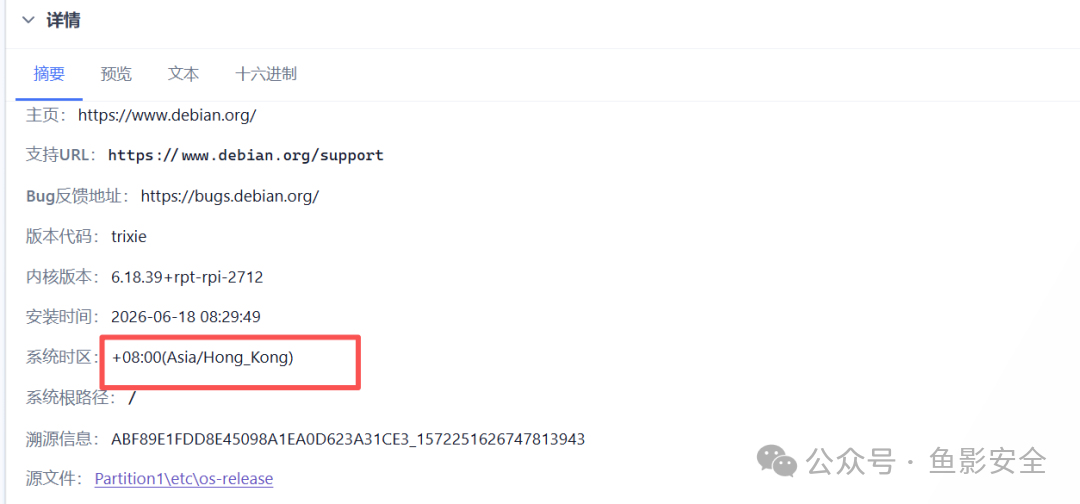 详情
摘要 预览 文本 十六进制
主页： https://www.debian.org/
支持URL： https://www.debian.org/support
Bug反馈地址： https://bugs.debian.org/
版本代码： trixie
内核版本： 6.18.39+rpt-rpi-2712
安装时间： 2026-06-18 08:29:49
系统时区： +08:00(Asia/Hong_Kong)
系统根路径： /
溯源信息： ABF89E1FDD8E45098A1EA0D623A31CE3_1572251626747813943
源文件： Partition1\etc\os-release
公众号 · 鱼影安全